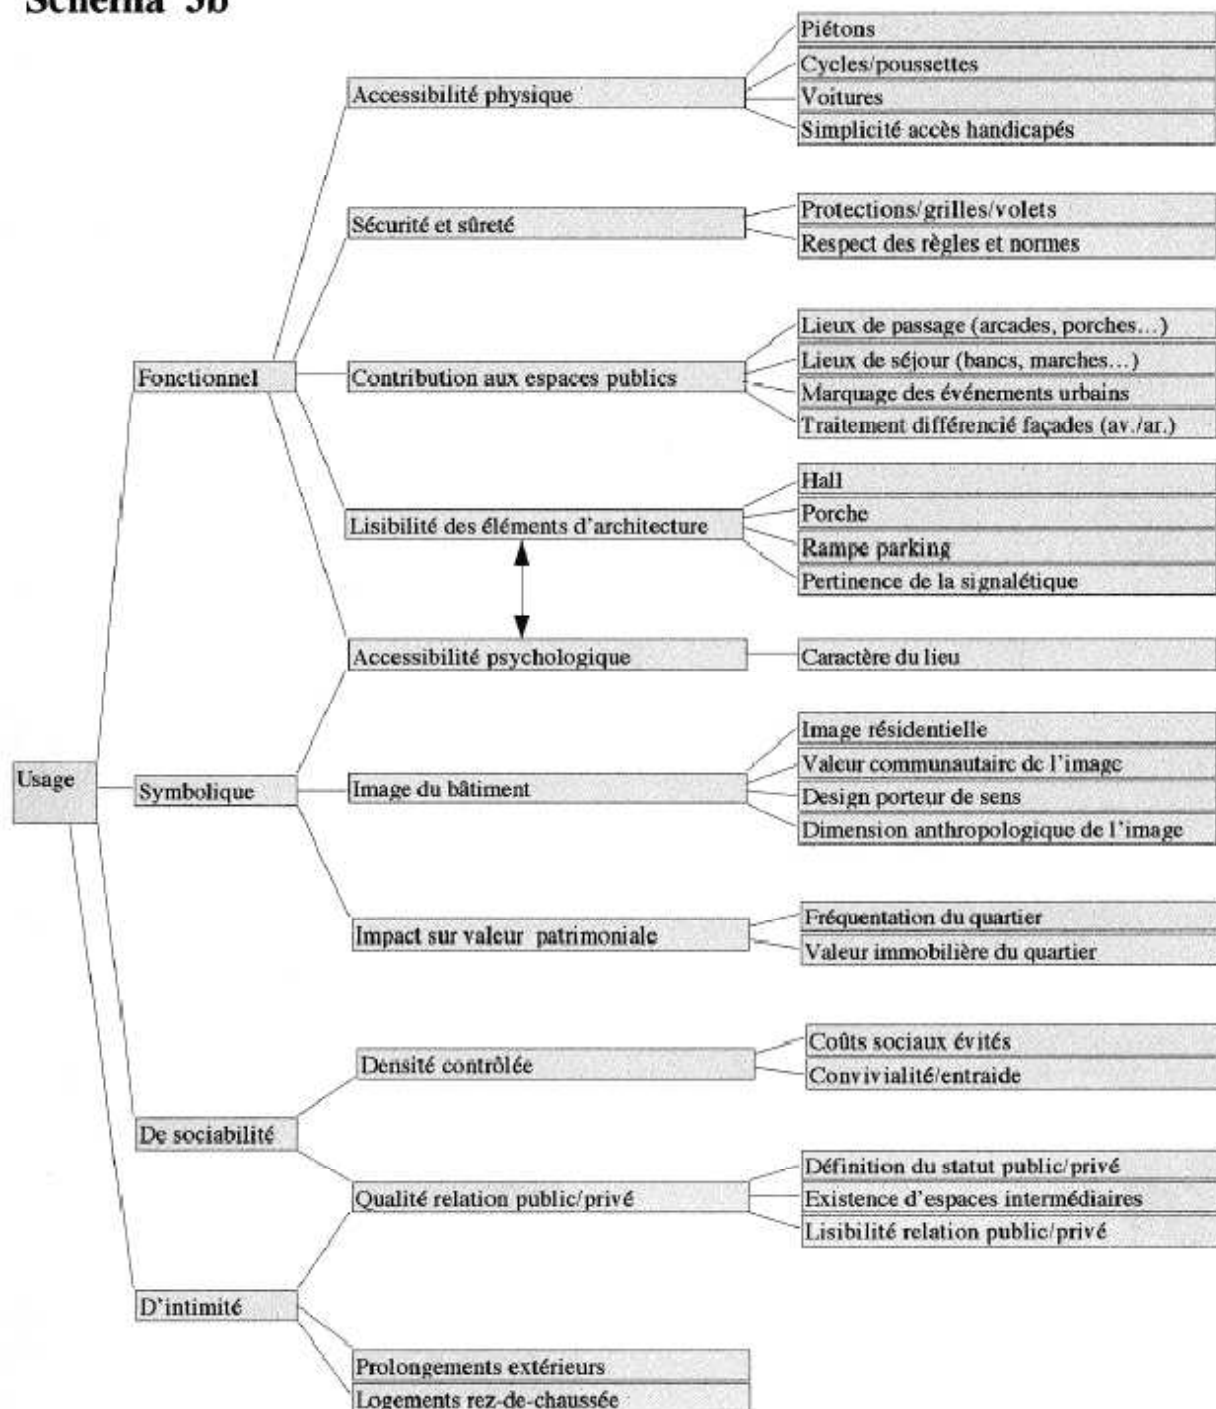 Schéma 3b
Piétons
Cycles/poussettes
Accessibilité physique
Voitures
Simplicité accès handicapés
Protections/grilles/volets
Sécurité et sûreté
Respect des règles et normes
Lieux de passage (arcades, porches...)
Lieux de séjour (bancs, marches...)
Fonctionnel
Contribution aux espaces publics
Marquage des événements urbains
Traitement différencié façades (av./ar.)
Hall
Porche
Lisibilité des éléments d'architecture
Rampe parking
Pertinence de la signalétique
Accessibilité psychologique
Caractère du lieu
Image résidentielle
Valeur communautaire de l'image
Usage
Symbolique
Image du bâtiment
Design porteur de sens
Dimension anthropologique de l'image
Fréquentation du quartier
Impact sur valeur patrimoniale
Valeur immobilière du quartier
Coûts sociaux évités
Densité contrôlée
Convivialité/entraide
De sociabilité
Définition du statut public/privé
Qualité relation public/privé
Existence d'espaces intermédiaires
Lisibilité relation public/privé
D'intimité
Prolongements extérieurs
Logements rez-de-chaussée